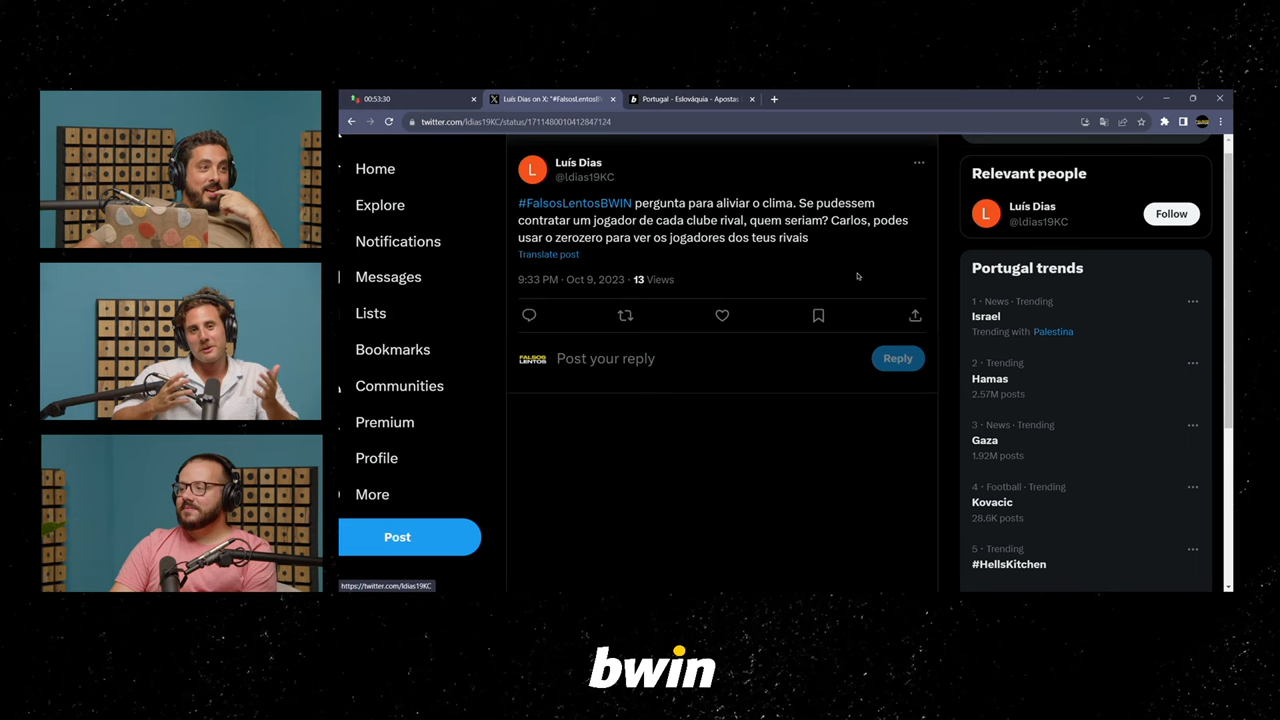 00:53:30
Luís Dias on X: "#FalsosLentosB
Portugal - Eslováquia - Apostas
twitter.com/ldias19KC/status/1711480010412847124
Home
Explore
Notifications
Messages
Lists
Bookmarks
Communities
Premium
Profile
More
Post
https://twitter.com/ldias19KC
L
Luís Dias
@ldias19KC
#FalsosLentosBWIN pergunta para aliviar o clima. Se pudessem
contratar um jogador de cada clube rival, quem seriam? Carlos, podes
usar o zerozero para ver os jogadores dos teus rivais
Translate post
9:33 PM · Oct 9, 2023 · 13 Views
FALSOS
LENTOS
Post your reply
Reply
Relevant people
L
Luís Dias
@ldias19KC
Follow
Portugal trends
1 · News · Trending
Israel
Trending with Palestina
2 · Trending
Hamas
2.57M posts
3 · News · Trending
Gaza
1.92M posts
4 · Football · Trending
Kovacic
28.6K posts
5 · Trending
#HellsKitchen
bwin